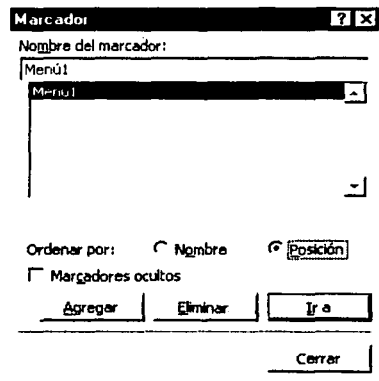 Marcador
Nombre del marcador:
Menú1
Menú1
Ordenar por: Nombre Posición
Marcadores ocultos
Agregar Eliminar Ir a
Cerrar